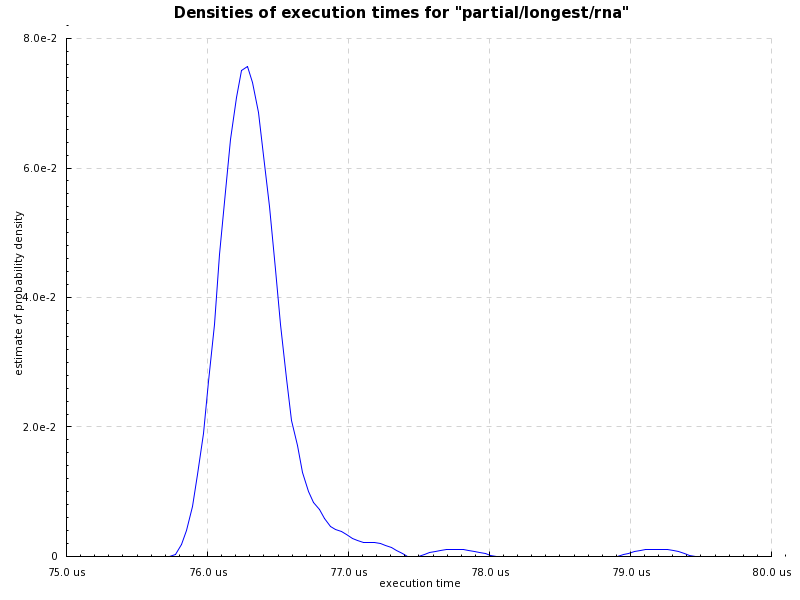 Densities of execution times for "partial/longest/rna"
8.0e-2
6.0e-2
4.0e-2
2.0e-2
0
estimate of probability density
75.0 us
76.0 us
77.0 us
78.0 us
79.0 us
80.0 us
execution time